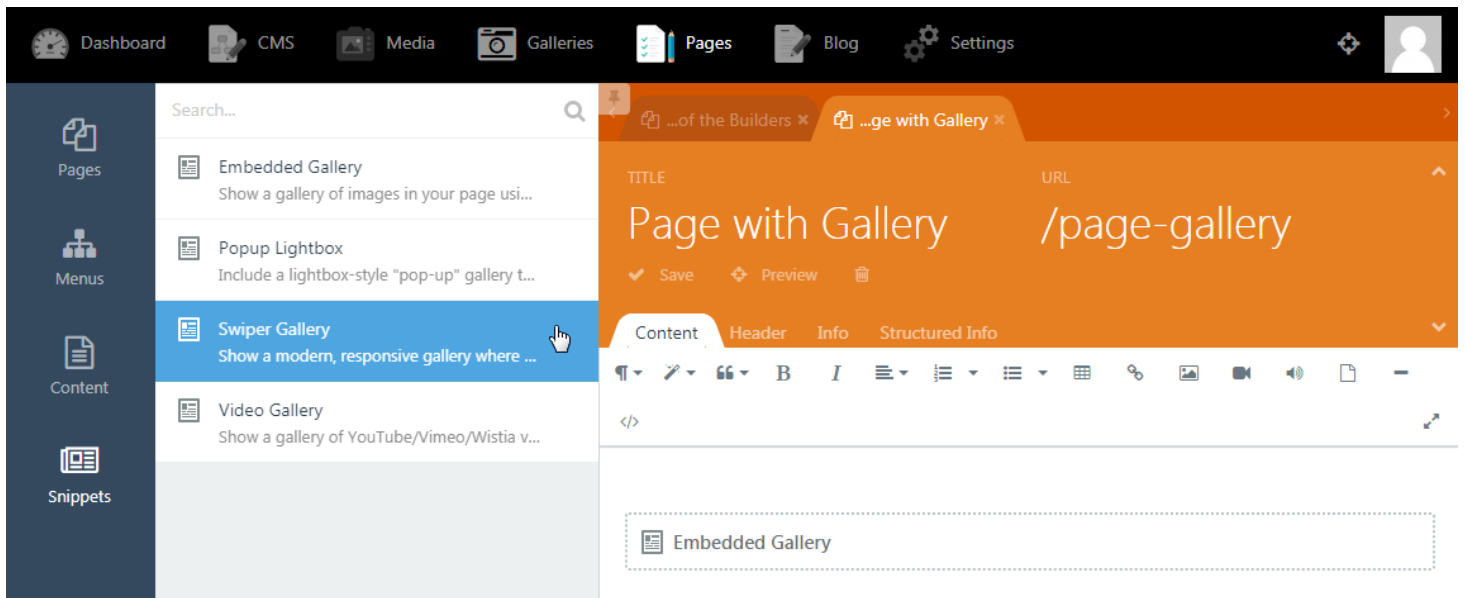 Dashboard CMS Media Galleries Pages Blog Settings
Pages
Menus
Content
Snippets
Search...
Embedded Gallery
Show a gallery of images in your page usi...
Popup Lightbox
Include a lightbox-style "pop-up" gallery t...
Swiper Gallery
Show a modern, responsive gallery where ...
Video Gallery
Show a gallery of YouTube/Vimeo/Wistia v...
...of the Builders × ...ge with Gallery ×
TITLE URL
Page with Gallery /page-gallery
Save Preview
Content Header Info Structured Info
B I
Embedded Gallery